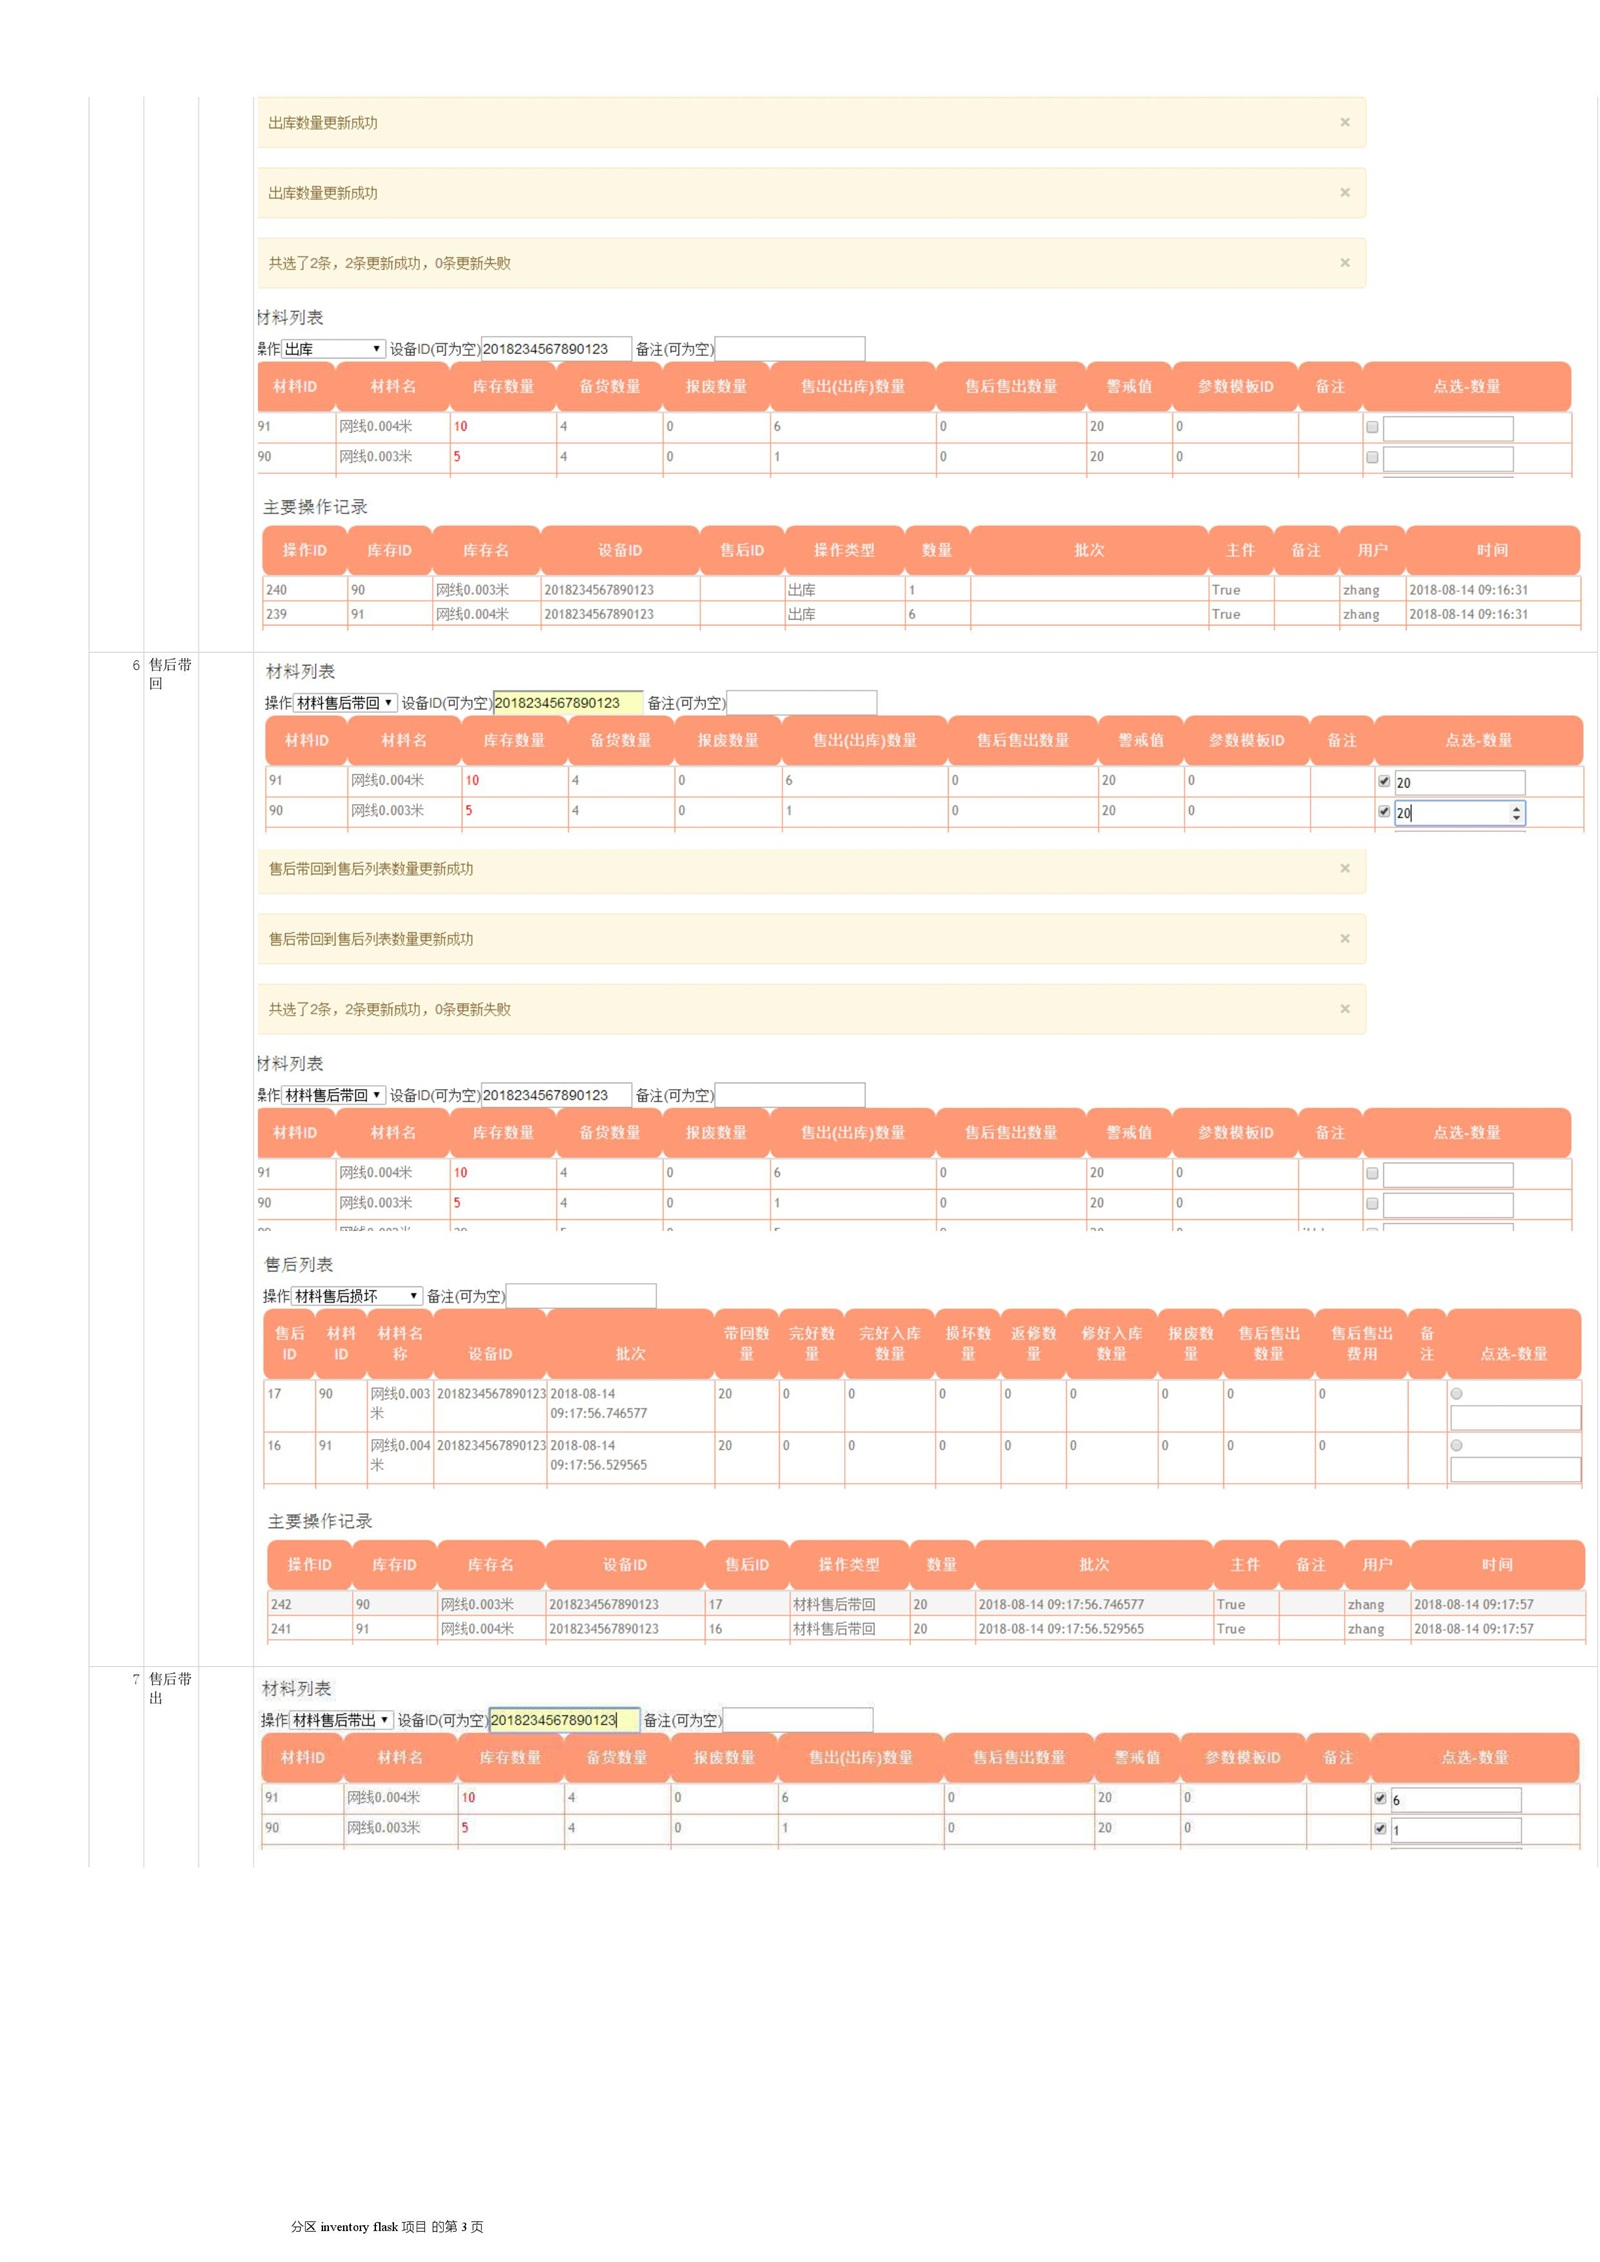 出库数量更新成功 ×
出库数量更新成功 ×
共选了2条，2条更新成功，0条更新失败 ×
材料列表
操作 出库 ▼ 设备ID(可为空) 2018234567890123 备注(可为空)
材料ID 材料名 库存数量 备货数量 报废数量 售出(出库)数量 售后售出数量 警戒值 参数模板ID 备注 点选-数量
91 网线0.004米 10 4 0 6 0 20 0
90 网线0.003米 5 4 0 1 0 20 0
主要操作记录
操作ID 库存ID 库存名 设备ID 售后ID 操作类型 数量 批次 主件 备注 用户 时间
240 90 网线0.003米 2018234567890123 出库 1 True zhang 2018-08-14 09:16:31
239 91 网线0.004米 2018234567890123 出库 6 True zhang 2018-08-14 09:16:31
6 售后带
回
材料列表
操作 材料售后带回 ▼ 设备ID(可为空) 2018234567890123 备注(可为空)
材料ID 材料名 库存数量 备货数量 报废数量 售出(出库)数量 售后售出数量 警戒值 参数模板ID 备注 点选-数量
91 网线0.004米 10 4 0 6 0 20 0 20
90 网线0.003米 5 4 0 1 0 20 0 20
售后带回到售后列表数量更新成功 ×
售后带回到售后列表数量更新成功 ×
共选了2条，2条更新成功，0条更新失败 ×
材料列表
操作 材料售后带回 ▼ 设备ID(可为空) 2018234567890123 备注(可为空)
材料ID 材料名 库存数量 备货数量 报废数量 售出(出库)数量 售后售出数量 警戒值 参数模板ID 备注 点选-数量
91 网线0.004米 10 4 0 6 0 20 0
90 网线0.003米 5 4 0 1 0 20 0
售后列表
操作 材料售后损坏 ▼ 备注(可为空)
售后 材料 材料名 带回数 完好数 完好入库 损坏数 返修数 修好入库 报废数 售后售出 售后售出 备
ID ID 称 设备ID 批次 量 量 数量 量 量 数量 量 数量 费用 注 点选-数量
17 90 网线0.003 2018234567890123 2018-08-14 20 0 0 0 0 0 0 0 0
米 09:17:56.746577
16 91 网线0.004 2018234567890123 2018-08-14 20 0 0 0 0 0 0 0 0
米 09:17:56.529565
主要操作记录
操作ID 库存ID 库存名 设备ID 售后ID 操作类型 数量 批次 主件 备注 用户 时间
242 90 网线0.003米 2018234567890123 17 材料售后带回 20 2018-08-14 09:17:56.746577 True zhang 2018-08-14 09:17:57
241 91 网线0.004米 2018234567890123 16 材料售后带回 20 2018-08-14 09:17:56.529565 True zhang 2018-08-14 09:17:57
7 售后带
出
材料列表
操作 材料售后带出 ▼ 设备ID(可为空) 2018234567890123 备注(可为空)
材料ID 材料名 库存数量 备货数量 报废数量 售出(出库)数量 售后售出数量 警戒值 参数模板ID 备注 点选-数量
91 网线0.004米 10 4 0 6 0 20 0 6
90 网线0.003米 5 4 0 1 0 20 0 1
分区 inventory flask 项目 的第 3 页